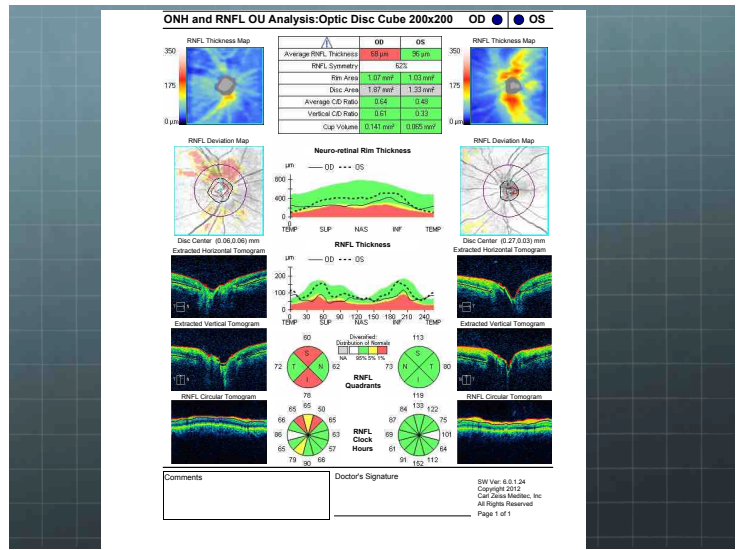 ONH and RNFL OU Analysis:Optic Disc Cube 200x200 OD OS
RNFL Thickness Map
350
175
0 µm
OD OS
Average RNFL Thickness 68 µm 96 µm
RNFL Symmetry 62%
Rim Area 1.07 mm² 1.03 mm²
Disc Area 1.87 mm² 1.33 mm²
Average C/D Ratio 0.64 0.48
Vertical C/D Ratio 0.61 0.33
Cup Volume 0.141 mm³ 0.065 mm³
RNFL Thickness Map
350
175
0 µm
RNFL Deviation Map
Disc Center (0.06,0.06) mm
Neuro-retinal Rim Thickness
µm OD OS
800
400
0
0
TEMP SUP NAS INF TEMP
RNFL Deviation Map
Disc Center (0.27,0.03) mm
RNFL Thickness
µm OD OS
200
100
0
0 30 60 90 120 150 180 210 240
TEMP SUP NAS INF TEMP
Extracted Horizontal Tomogram
T N
Extracted Horizontal Tomogram
N T
Extracted Vertical Tomogram
Extracted Vertical Tomogram
Diversified:
Distribution of Normals
NA 95% 5% 1%
60
S
72 T N 62
I
78
RNFL
Quadrants
113
S
73 N T 80
I
119
RNFL Circular Tomogram
RNFL Circular Tomogram
65 65 50
66 65
86 63
65 57
79 90 66
RNFL
Clock
Hours
84 133 122
87 75
69 101
61 64
91 152 112
Comments
Doctor's Signature
SW Ver: 6.0.1.24
Copyright 2012
Carl Zeiss Meditec, Inc
All Rights Reserved
Page 1 of 1